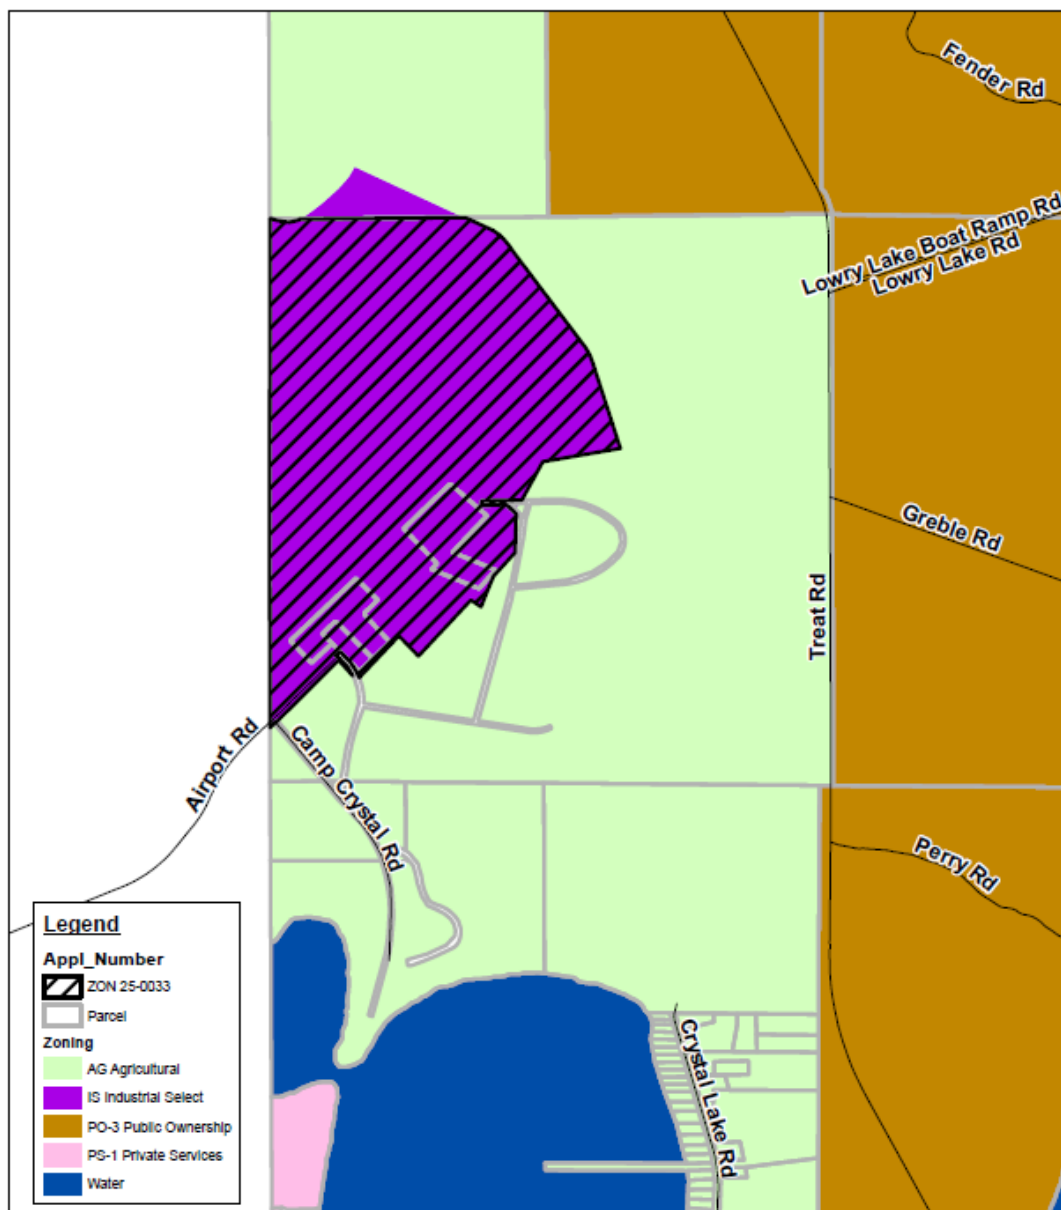 Fender Rd
Lowry Lake Boat Ramp Rd
Lowry Lake Rd
Greble Rd
Treat Rd
Airport Rd
Camp Crystal Rd
Perry Rd
Crystal Lake Rd
Legend
Appl_Number
ZON 25-0033
Parcel
Zoning
AG Agricultural
IS Industrial Select
PO-3 Public Ownership
PS-1 Private Services
Water